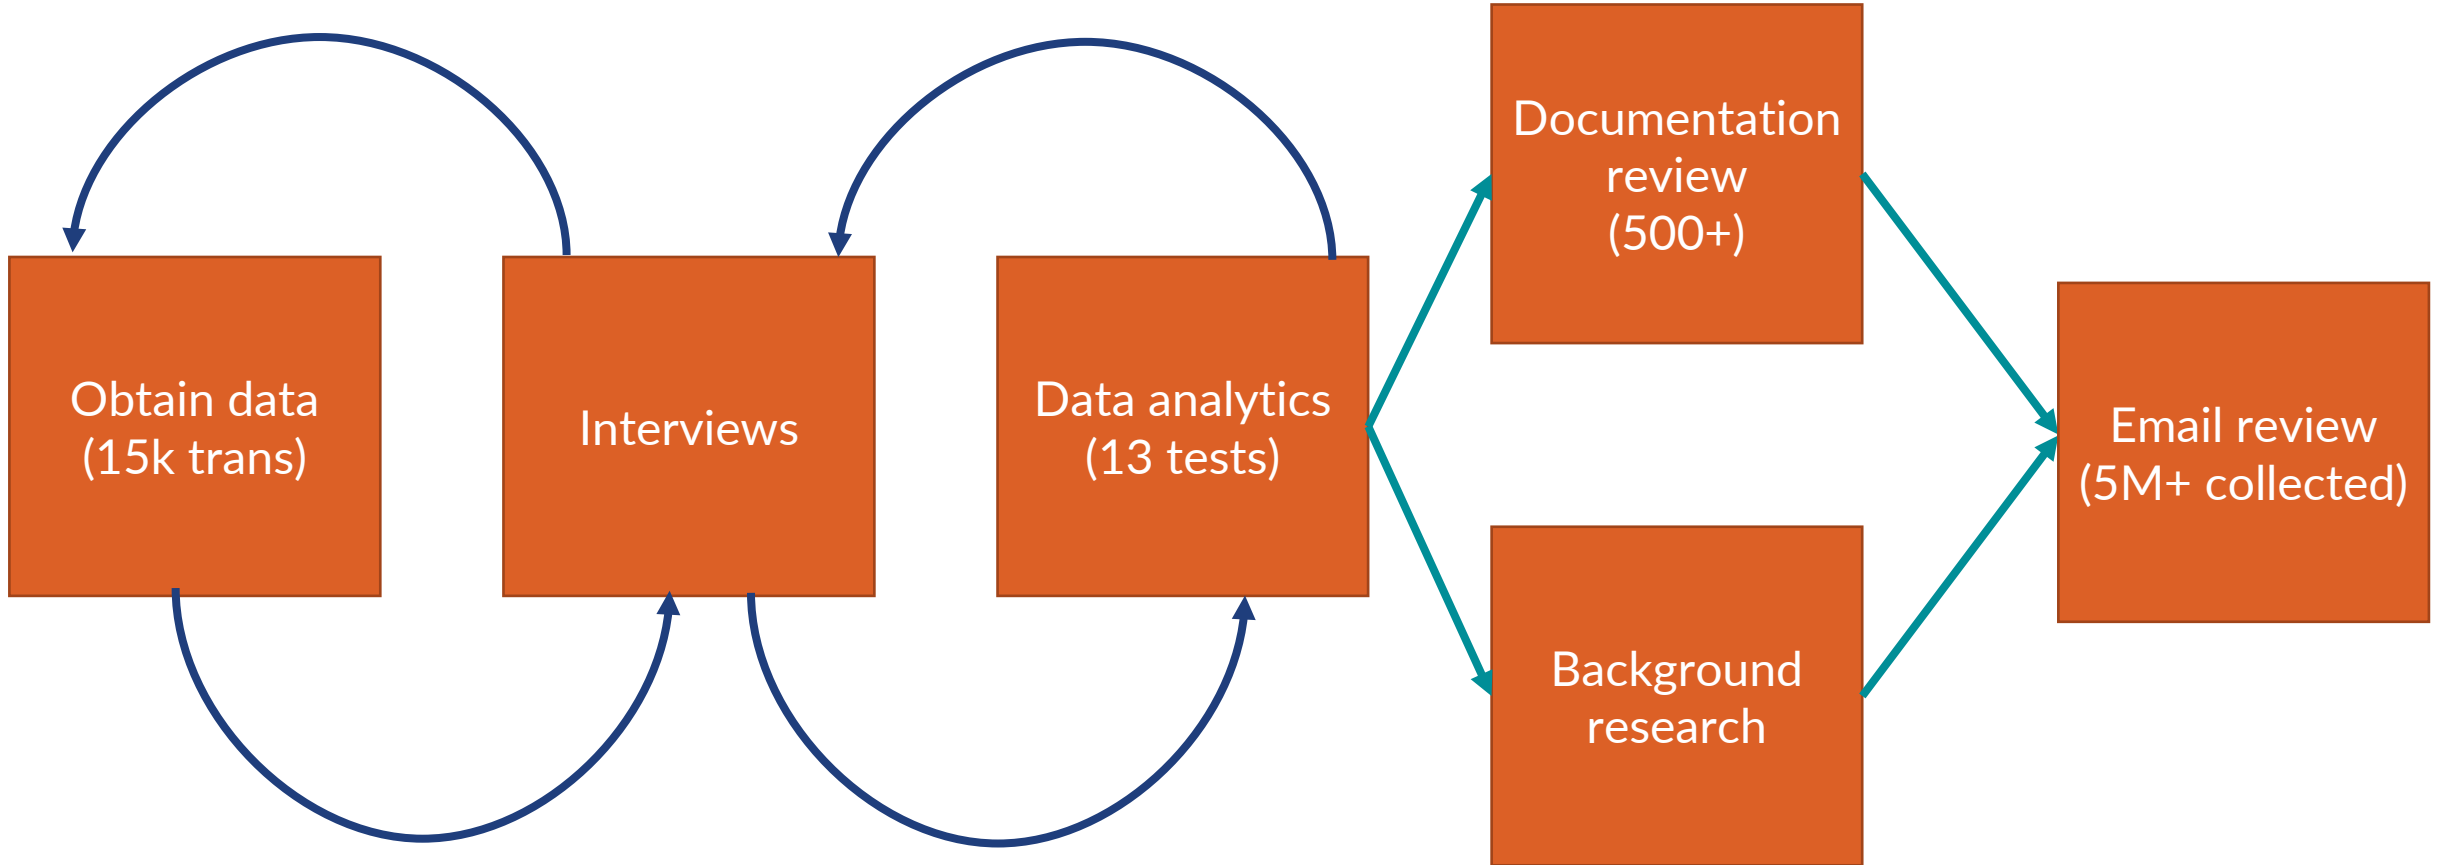 Obtain data
(15k trans)
Interviews
Data analytics
(13 tests)
Documentation
review
(500+)
Background
research
Email review
(5M+ collected)